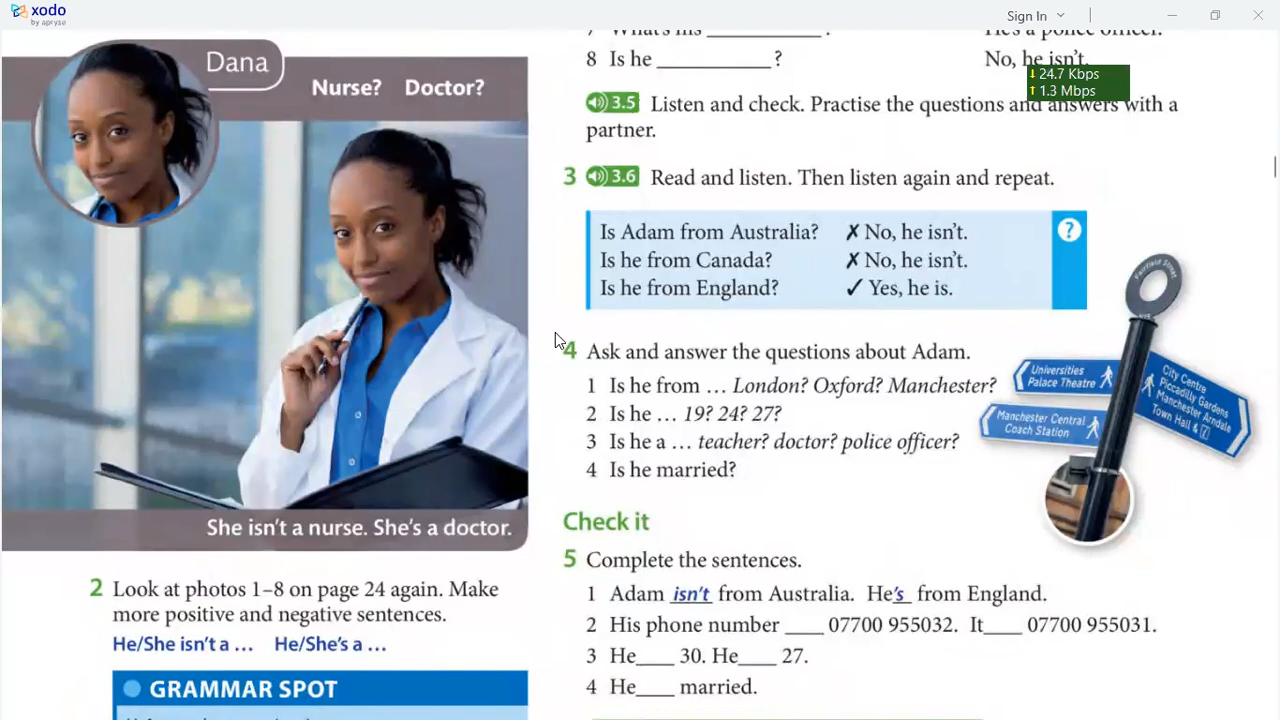 xodo
by apryse
Sign In
Dana
Nurse? Doctor?
She isn't a nurse. She's a doctor.
2 Look at photos 1–8 on page 24 again. Make
more positive and negative sentences.
He/She isn't a … He/She's a …
GRAMMAR SPOT
7 What's his ___________ ? He's a police officer.
8 Is he ___________ ? No, he isn't.
↓ 24.7 Kbps
↑ 1.3 Mbps
3.5 Listen and check. Practise the questions and answers with a
partner.
3 3.6 Read and listen. Then listen again and repeat.
Is Adam from Australia? ✗ No, he isn't.
Is he from Canada? ✗ No, he isn't.
Is he from England? ✓ Yes, he is.
?
4 Ask and answer the questions about Adam.
1 Is he from … London? Oxford? Manchester?
2 Is he … 19? 24? 27?
3 Is he a … teacher? doctor? police officer?
4 Is he married?
Fairfield Street
Universities
Palace Theatre
Manchester Central
Coach Station
City Centre
Piccadilly Gardens
Manchester Arndale
Town Hall & i
Check it
5 Complete the sentences.
1 Adam isn't from Australia. He's from England.
2 His phone number ____ 07700 955032. It____ 07700 955031.
3 He____ 30. He____ 27.
4 He____ married.